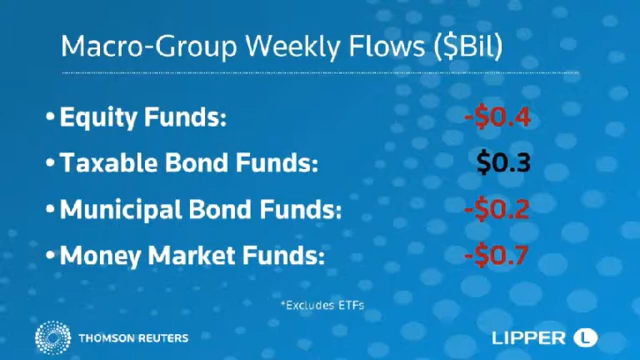 Macro-Group Weekly Flows ($Bil)
• Equity Funds: -$0.4
• Taxable Bond Funds: $0.3
• Municipal Bond Funds: -$0.2
• Money Market Funds: -$0.7
*Excludes ETFs
THOMSON REUTERS
LIPPER L